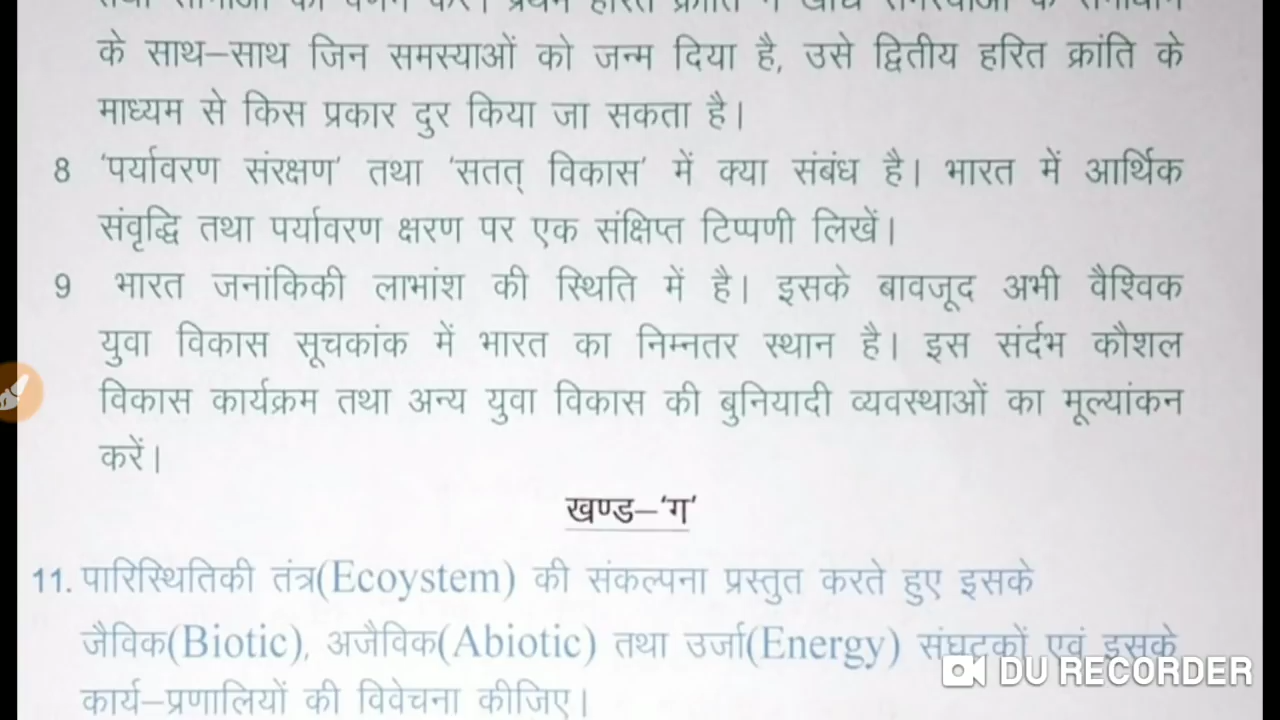 के साथ–साथ जिन समस्याओं को जन्म दिया है, उसे द्वितीय हरित क्रांति के
माध्यम से किस प्रकार दुर किया जा सकता है।
8 'पर्यावरण संरक्षण' तथा 'सतत् विकास' में क्या संबंध है। भारत में आर्थिक
संवृद्धि तथा पर्यावरण क्षरण पर एक संक्षिप्त टिप्पणी लिखें।
9 भारत जनांकिकी लाभांश की स्थिति में है। इसके बावजूद अभी वैश्विक
युवा विकास सूचकांक में भारत का निम्नतर स्थान है। इस संर्दभ कौशल
विकास कार्यक्रम तथा अन्य युवा विकास की बुनियादी व्यवस्थाओं का मूल्यांकन
करें।
खण्ड–'ग'
11. पारिस्थितिकी तंत्र(Ecoystem) की संकल्पना प्रस्तुत करते हुए इसके
जैविक(Biotic), अजैविक(Abiotic) तथा उर्जा(Energy) संघटकों एवं इसके
कार्य–प्रणालियों की विवेचना कीजिए।
DU RECORDER